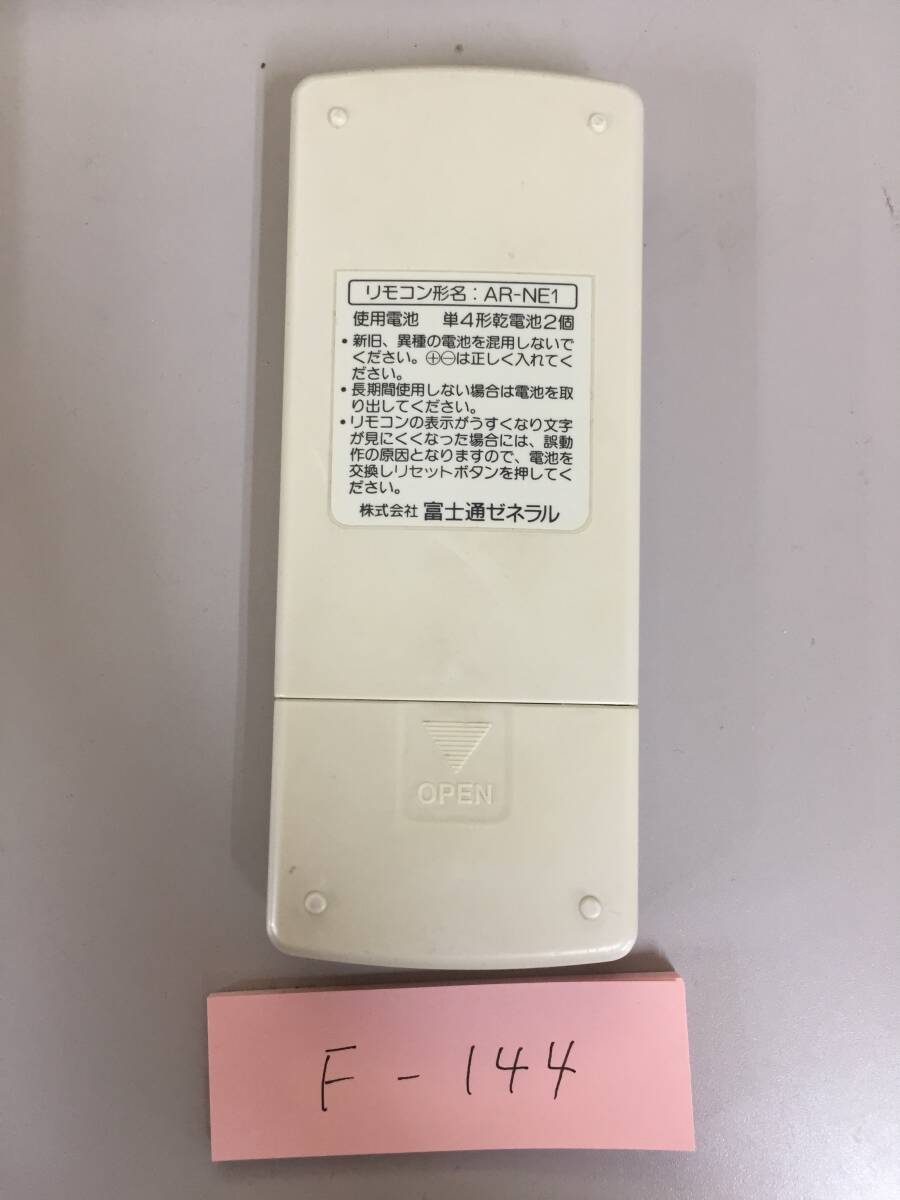 リモコン形名：AR-NE1
使用電池　単4形乾電池2個
・新旧、異種の電池を混用しないで
ください。⊕⊖は正しく入れてく
ださい。
・長期間使用しない場合は電池を取
り出してください。
・リモコンの表示がうすくなり文字
が見にくくなった場合には、誤動
作の原因となりますので、電池を
交換しリセットボタンを押してく
ださい。
株式会社 富士通ゼネラル
OPEN
F-144